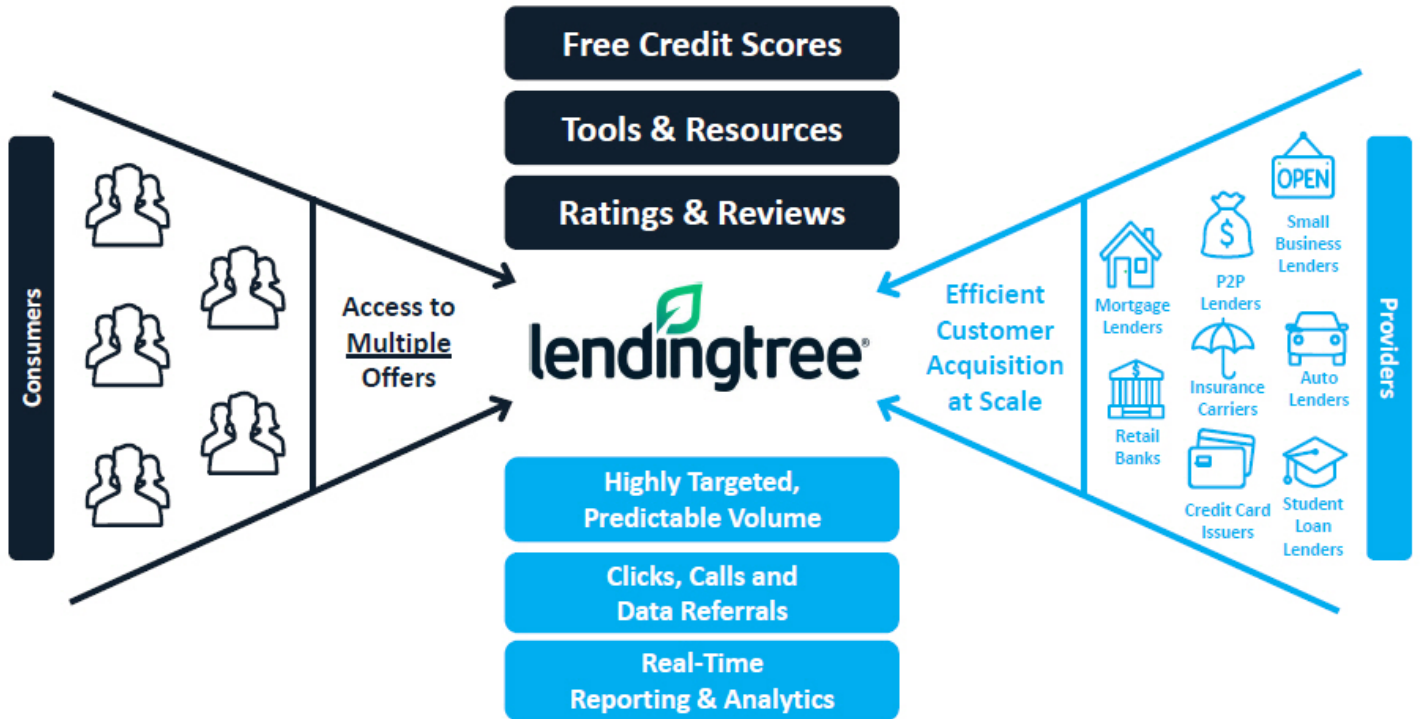 Free Credit Scores
Tools & Resources
Ratings & Reviews
Consumers
Access to
Multiple
Offers
lendingtree®
Efficient
Customer
Acquisition
at Scale
OPEN
Small
Business
Lenders
$
P2P
Lenders
Mortgage
Lenders
Insurance
Carriers
Auto
Lenders
$
Retail
Banks
Credit Card
Issuers
Student
Loan
Lenders
Providers
Highly Targeted,
Predictable Volume
Clicks, Calls and
Data Referrals
Real-Time
Reporting & Analytics